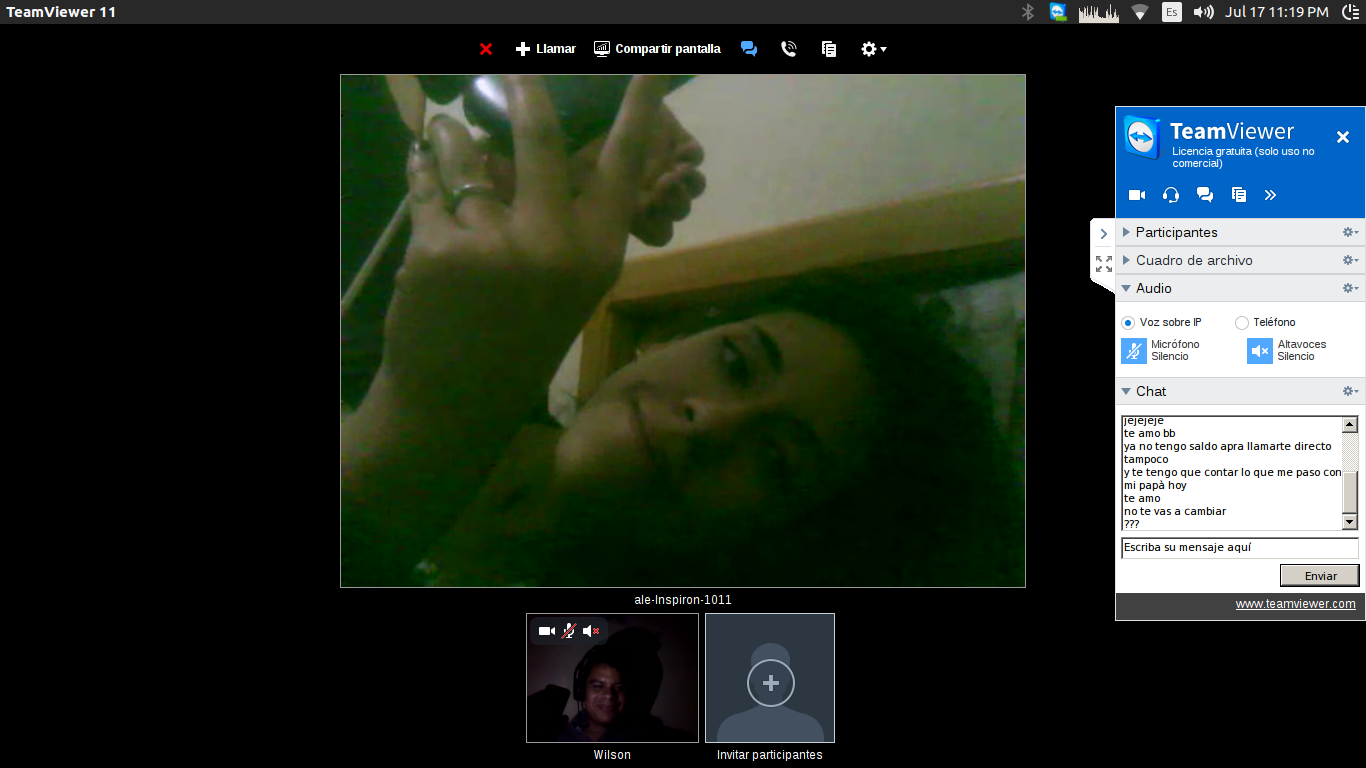 TeamViewer 11
Es
Jul 17 11:19 PM
Llamar
Compartir pantalla
TeamViewer
Licencia gratuita (solo uso no
comercial)
Participantes
Cuadro de archivo
Audio
Voz sobre IP
Teléfono
Micrófono
Silencio
Altavoces
Silencio
Chat
jejejeje
te amo bb
ya no tengo saldo apra llamarte directo
tampoco
y te tengo que contar lo que me paso con
mi papà hoy
te amo
no te vas a cambiar
???
Escriba su mensaje aquí
Enviar
www.teamviewer.com
ale-Inspiron-1011
Wilson
Invitar participantes